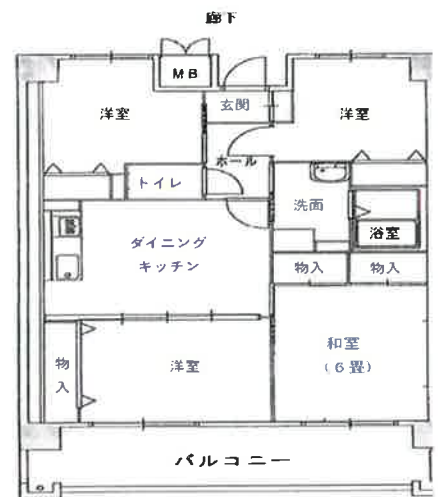 廊下
MB
玄関
洋室
洋室
ホール
トイレ
洗面
浴室
ダイニング
キッチン
物入
物入
物入
洋室
和室
(6畳)
バルコニー